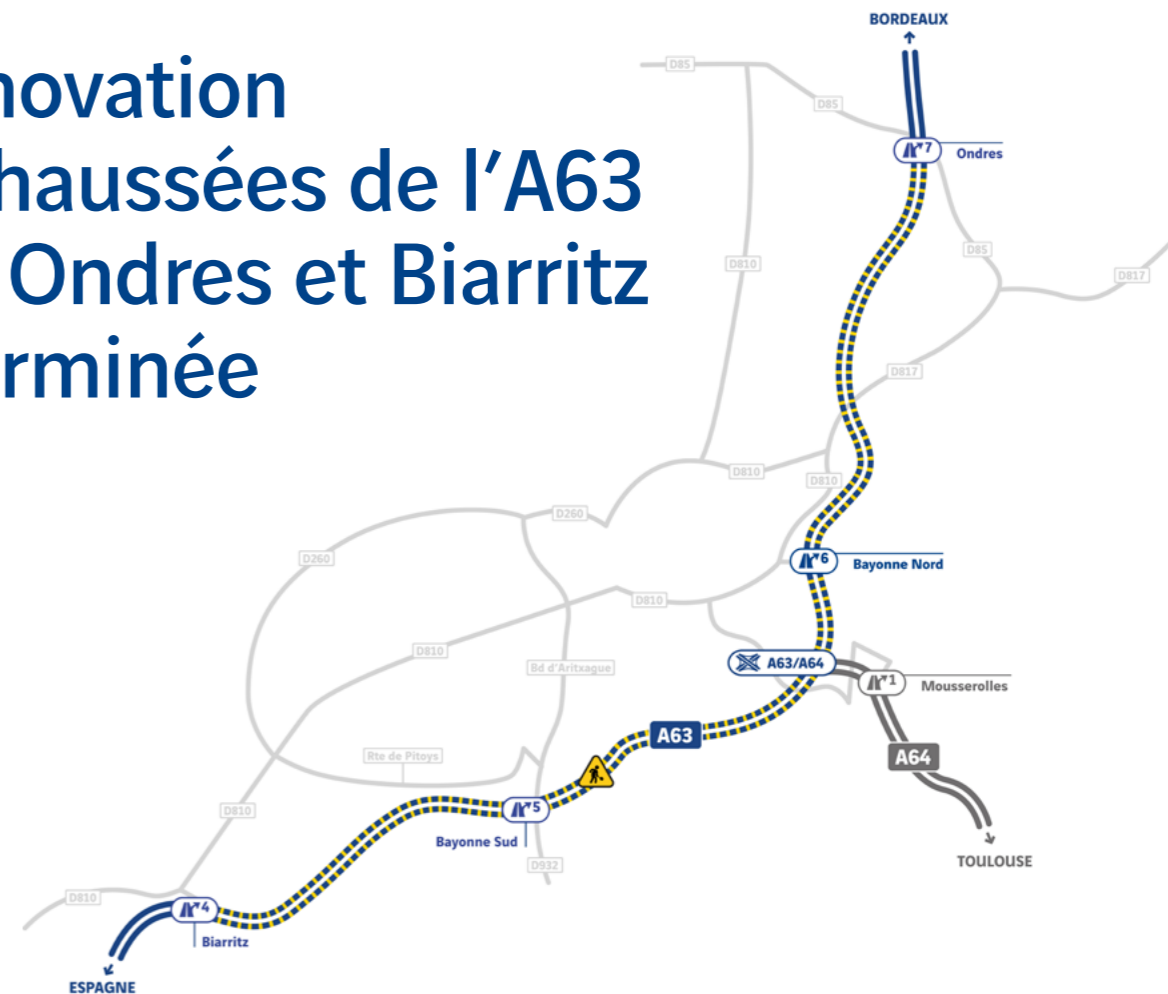 novation
haussées de l'A63
Ondres et Biarritz
rminée
BORDEAUX
D85
D85
7
Ondres
D85
D810
D817
D817
D810
D810
D260
6
Bayonne Nord
D260
D810
D810
Bd d'Aritxague
A63/A64
1
Mousserolles
A63
A64
Rte de Pitoys
D810
5
Bayonne Sud
D932
TOULOUSE
D810
4
Biarritz
ESPAGNE